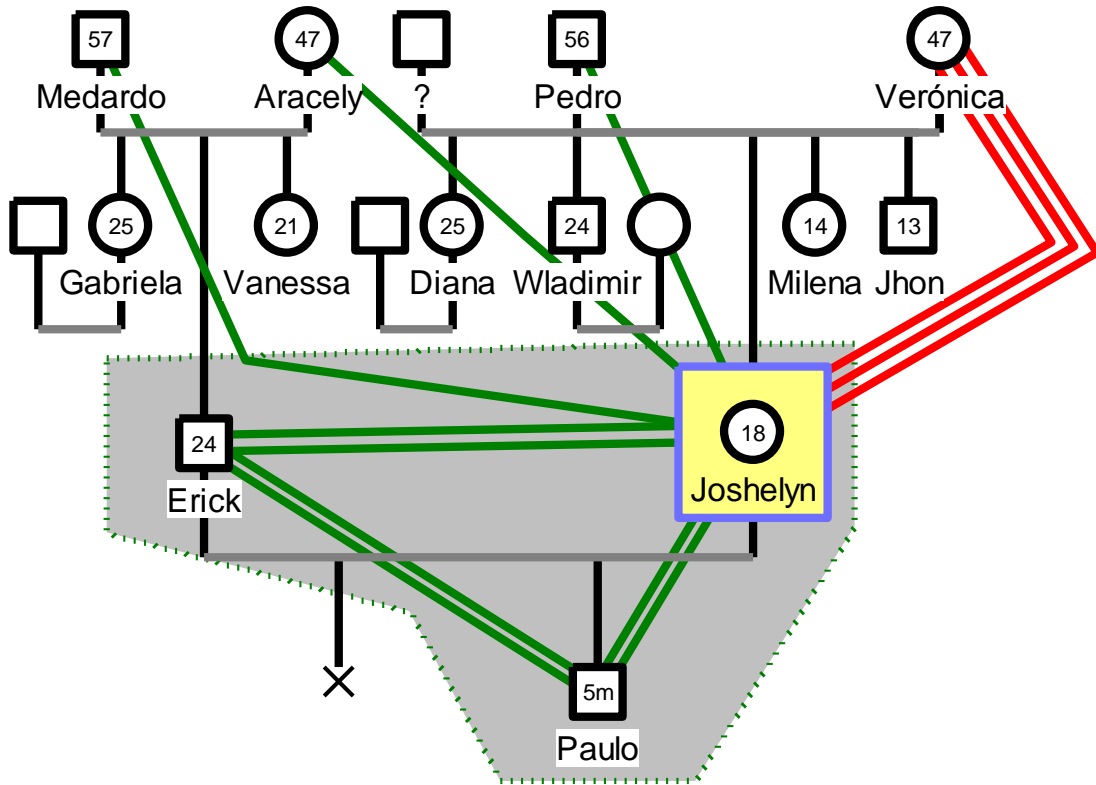 57
47
56
47
Medardo
Aracely
?
Pedro
Verónica
25
21
25
24
14
13
Gabriela
Vanessa
Diana
Wladimir
Milena
Jhon
24
18
Erick
Joshelyn
5m
Paulo